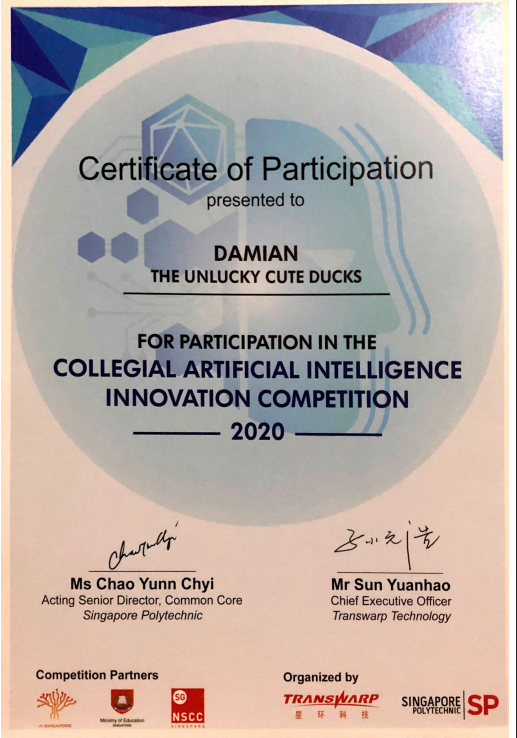 Certificate of Participation
presented to
DAMIAN
THE UNLUCKY CUTE DUCKS
FOR PARTICIPATION IN THE
COLLEGIAL ARTIFICIAL INTELLIGENCE
INNOVATION COMPETITION
2020
Ms Chao Yunn Chyi
Acting Senior Director, Common Core
Singapore Polytechnic
Mr Sun Yuanhao
Chief Executive Officer
Transwarp Technology
Competition Partners
AI SINGAPORE
Ministry of Education
SINGAPORE
SG
NSCC
SINGAPORE
Organized by
TRANSWARP
星环科技
SINGAPORE
POLYTECHNIC
SP